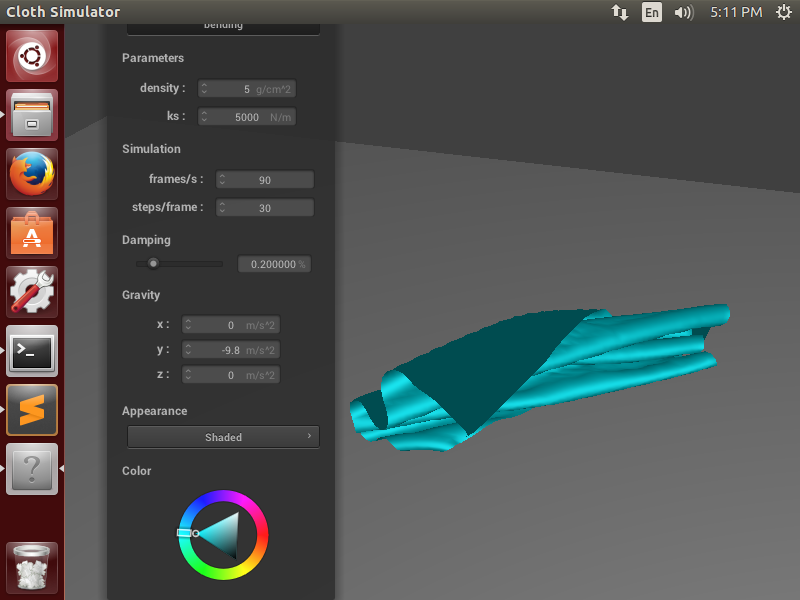 Cloth Simulator
En
5:11 PM
bending
Parameters
density : 5 g/cm^2
ks : 5000 N/m
Simulation
frames/s : 90
steps/frame : 30
Damping
0.200000 %
Gravity
x : 0 m/s^2
y : -9.8 m/s^2
z : 0 m/s^2
Appearance
Shaded
Color